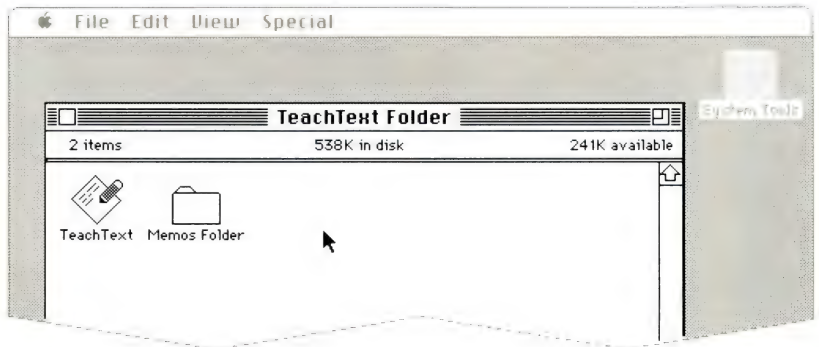 File Edit View Special
System Tools
TeachText Folder
2 items 538K in disk 241K available
TeachText Memos Folder